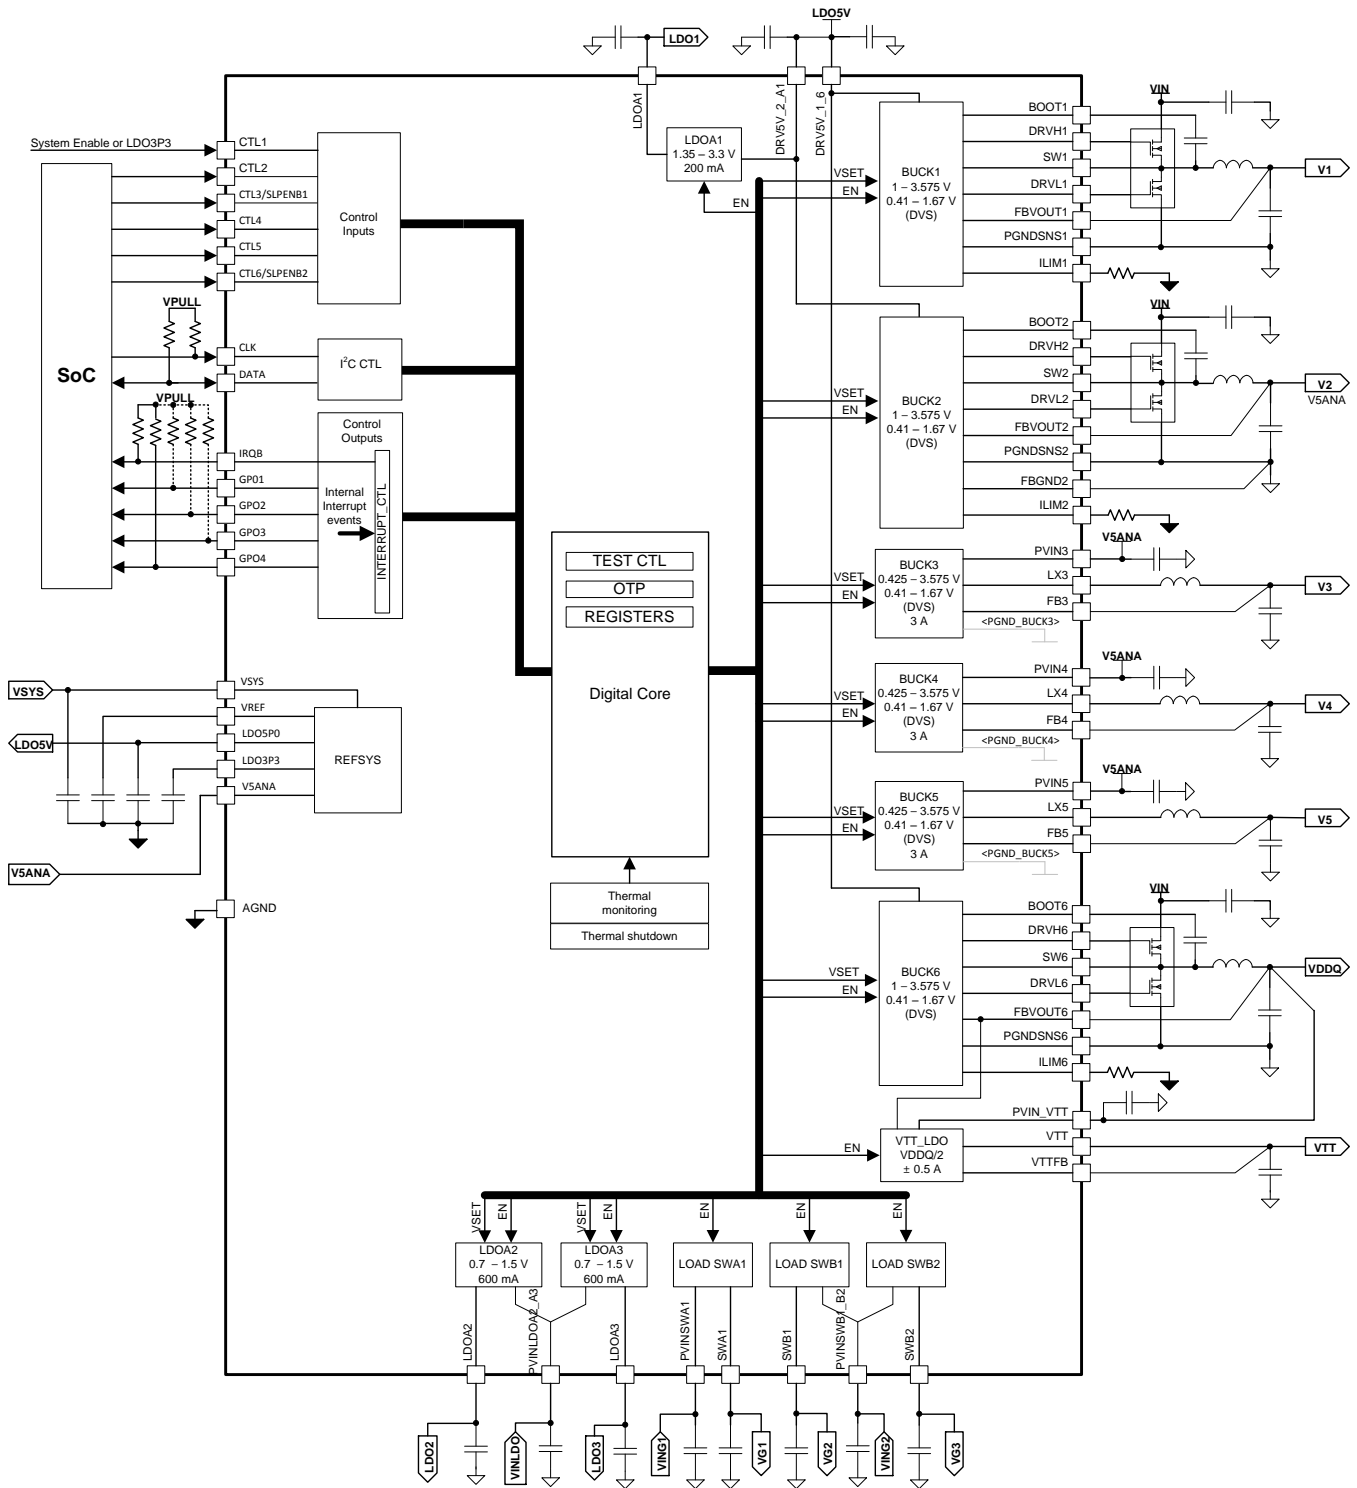 LDO5V
LDO1
LDOA1
DRV5V_2_A1
DRV5V_1_6
System Enable or LDO3P3
SoC
CTL1
CTL2
CTL3/SLPENB1
CTL4
CTL5
CTL6/SLPENB2
Control
Inputs
VPULL
CLK
DATA
I²C CTL
VPULL
IRQB
GP01
GPO2
GPO3
GPO4
Control
Outputs
Internal
Interrupt
events
INTERRUPT_CTL
VSYS
LDO5V
V5ANA
VSYS
VREF
LDO5P0
LDO3P3
V5ANA
REFSYS
AGND
LDOA1
1.35 – 3.3 V
200 mA
EN
TEST CTL
OTP
REGISTERS
Digital Core
Thermal
monitoring
Thermal shutdown
VSET
EN
BUCK1
1 – 3.575 V
0.41 – 1.67 V
(DVS)
BOOT1
DRVH1
SW1
DRVL1
FBVOUT1
PGNDSNS1
ILIM1
VIN
V1
VSET
EN
BUCK2
1 – 3.575 V
0.41 – 1.67 V
(DVS)
BOOT2
DRVH2
SW2
DRVL2
FBVOUT2
PGNDSNS2
FBGND2
ILIM2
VIN
V2
V5ANA
VSET
EN
BUCK3
0.425 – 3.575 V
0.41 – 1.67 V
(DVS)
3 A
PVIN3
LX3
FB3
<PGND_BUCK3>
V5ANA
V3
VSET
EN
BUCK4
0.425 – 3.575 V
0.41 – 1.67 V
(DVS)
3 A
PVIN4
LX4
FB4
<PGND_BUCK4>
V5ANA
V4
VSET
EN
BUCK5
0.425 – 3.575 V
0.41 – 1.67 V
(DVS)
3 A
PVIN5
LX5
FB5
<PGND_BUCK5>
V5ANA
V5
VSET
EN
BUCK6
1 – 3.575 V
0.41 – 1.67 V
(DVS)
BOOT6
DRVH6
SW6
DRVL6
FBVOUT6
PGNDSNS6
ILIM6
VIN
VDDQ
EN
VTT_LDO
VDDQ/2
± 0.5 A
PVIN_VTT
VTT
VTTFB
VTT
VSET
EN
VSET
EN
EN
EN
EN
LDOA2
0.7 – 1.5 V
600 mA
LDOA3
0.7 – 1.5 V
600 mA
LOAD SWA1
LOAD SWB1
LOAD SWB2
LDOA2
PVINLDOA2_A3
LDOA3
PVINSWA1
SWA1
SWB1
PVINSWB1_B2
SWB2
LDO2
VINLDO
LDO3
VING1
VG1
VG2
VING2
VG3